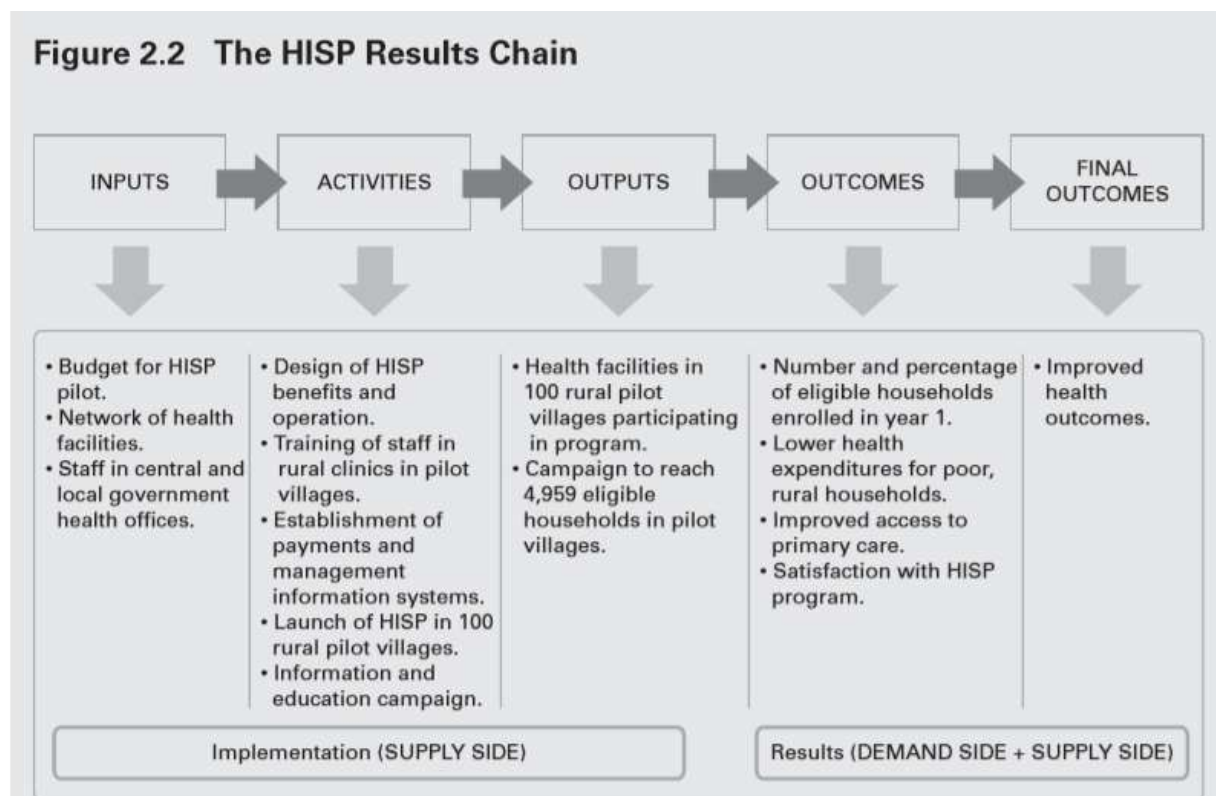 Figure 2.2 The HISP Results Chain
INPUTS
ACTIVITIES
OUTPUTS
OUTCOMES
FINAL
OUTCOMES
• Budget for HISP
pilot.
• Network of health
facilities.
• Staff in central and
local government
health offices.
• Design of HISP
benefits and
operation.
• Training of staff in
rural clinics in pilot
villages.
• Establishment of
payments and
management
information systems.
• Launch of HISP in 100
rural pilot villages.
• Information and
education campaign.
• Health facilities in
100 rural pilot
villages participating
in program.
• Campaign to reach
4,959 eligible
households in pilot
villages.
• Number and percentage
of eligible households
enrolled in year 1.
• Lower health
expenditures for poor,
rural households.
• Improved access to
primary care.
• Satisfaction with HISP
program.
• Improved
health
outcomes.
Implementation (SUPPLY SIDE)
Results (DEMAND SIDE + SUPPLY SIDE)